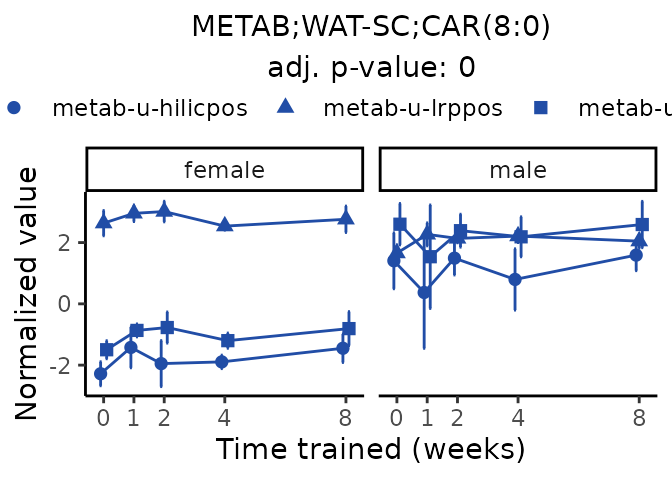 METAB;WAT-SC;CAR(8:0)
adj. p-value: 0
metab-u-hilicpos metab-u-lrppos metab-u
female male
Normalized value
2
0
-2
0 1 2 4 8 0 1 2 4 8
Time trained (weeks)